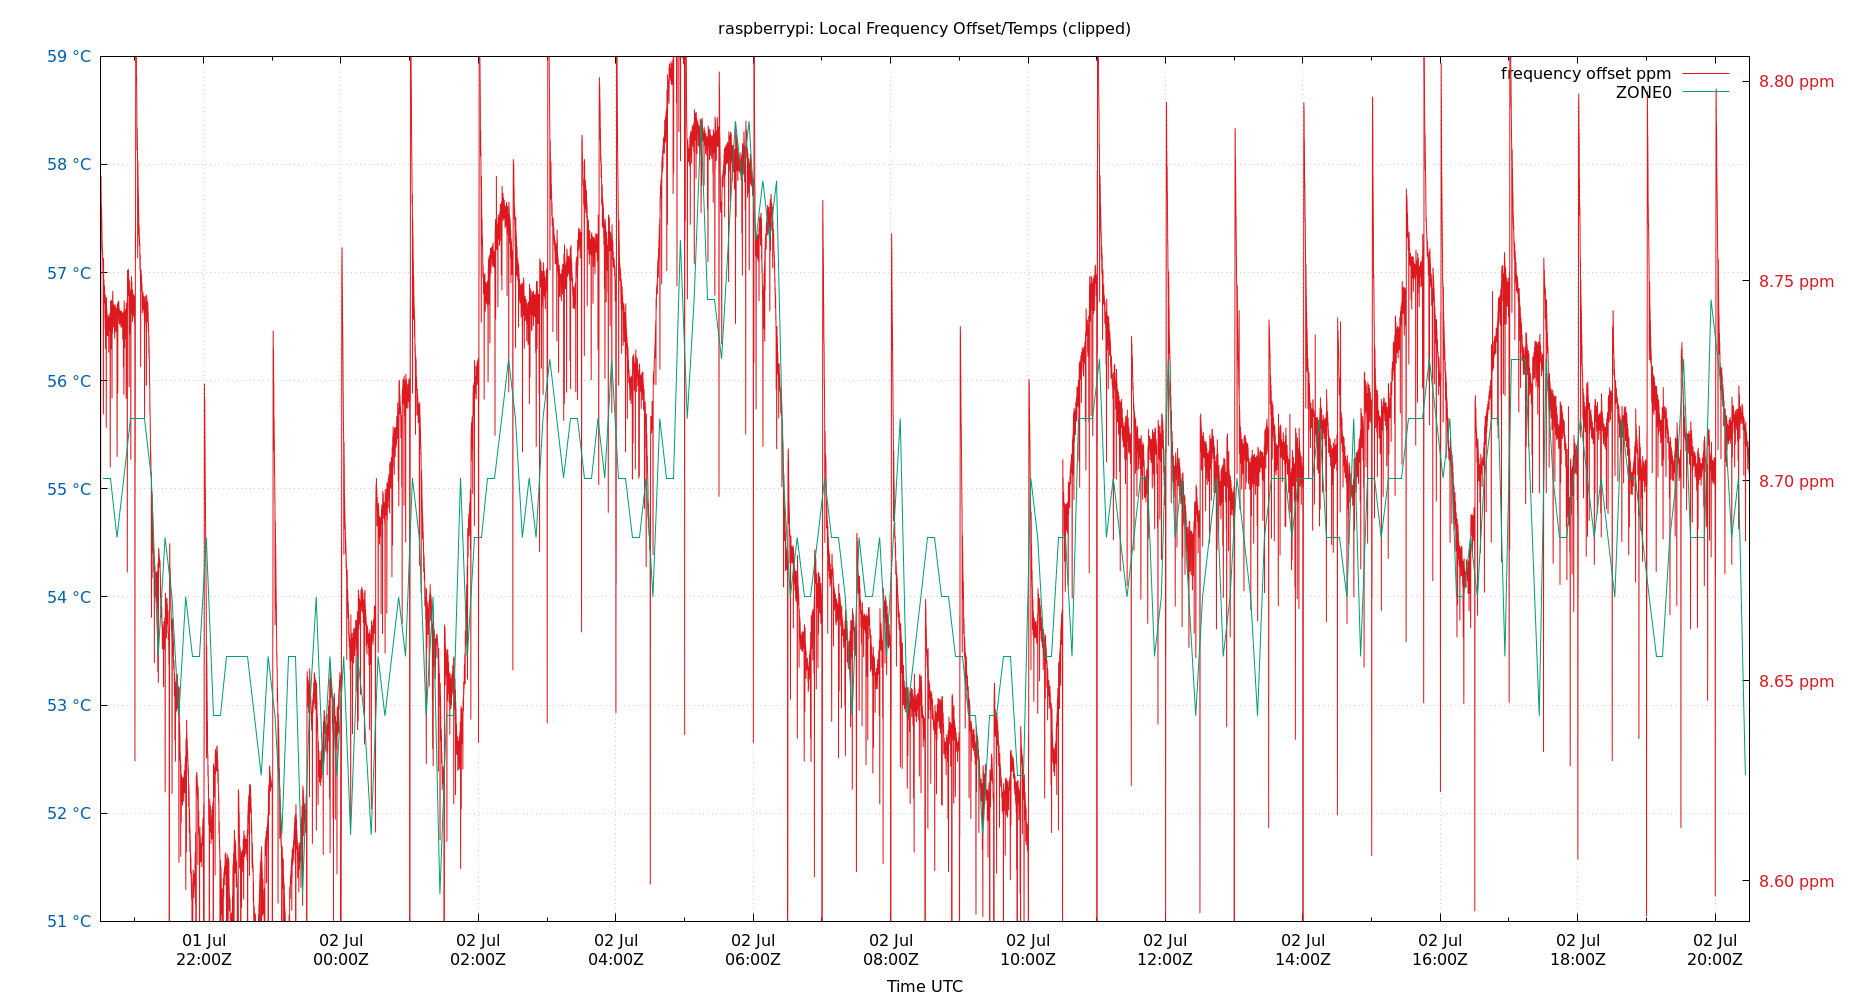 raspberrypi: Local Frequency Offset/Temps (clipped)
59 °C
58 °C
57 °C
56 °C
55 °C
54 °C
53 °C
52 °C
51 °C
frequency offset ppm
ZONE0
8.80 ppm
8.75 ppm
8.70 ppm
8.65 ppm
8.60 ppm
01 Jul
22:00Z
02 Jul
00:00Z
02 Jul
02:00Z
02 Jul
04:00Z
02 Jul
06:00Z
02 Jul
08:00Z
02 Jul
10:00Z
02 Jul
12:00Z
02 Jul
14:00Z
02 Jul
16:00Z
02 Jul
18:00Z
02 Jul
20:00Z
Time UTC